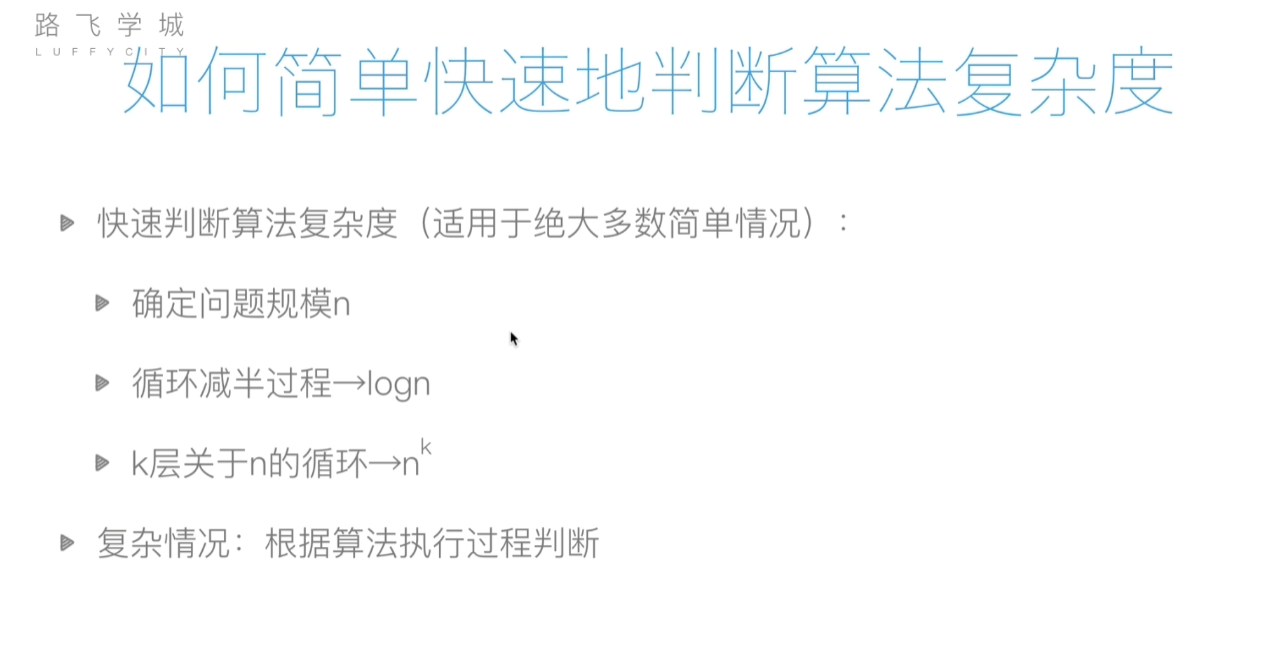 路飞学城
LUFFYCITY
如何简单快速地判断算法复杂度
快速判断算法复杂度（适用于绝大多数简单情况）:
确定问题规模n
循环减半过程→logn
k层关于n的循环→nᵏ
复杂情况：根据算法执行过程判断